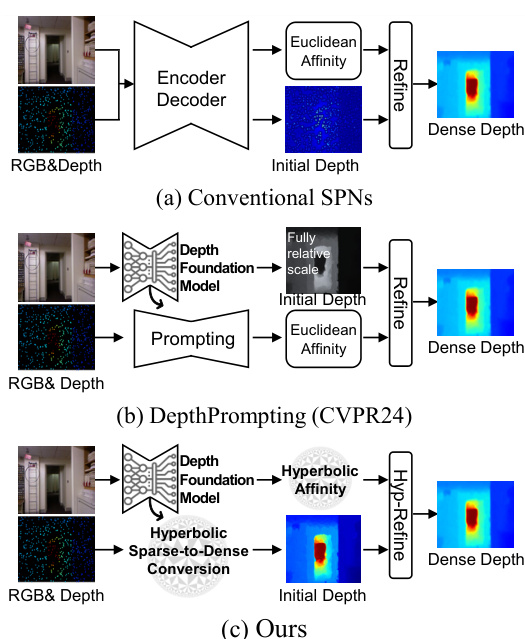 Encoder
Decoder
Euclidean
Affinity
Refine
RGB&Depth
Initial Depth
Dense Depth
(a) Conventional SPNs
Depth
Foundation
Model
Fully
relative
scale
Initial Depth
Refine
Prompting
Euclidean
Affinity
Dense Depth
RGB& Depth
(b) DepthPrompting (CVPR24)
Depth
Foundation
Model
Hyperbolic
Affinity
Hyp-Refine
Hyperbolic
Sparse-to-Dense
Conversion
Dense Depth
RGB& Depth
Initial Depth
(c) Ours